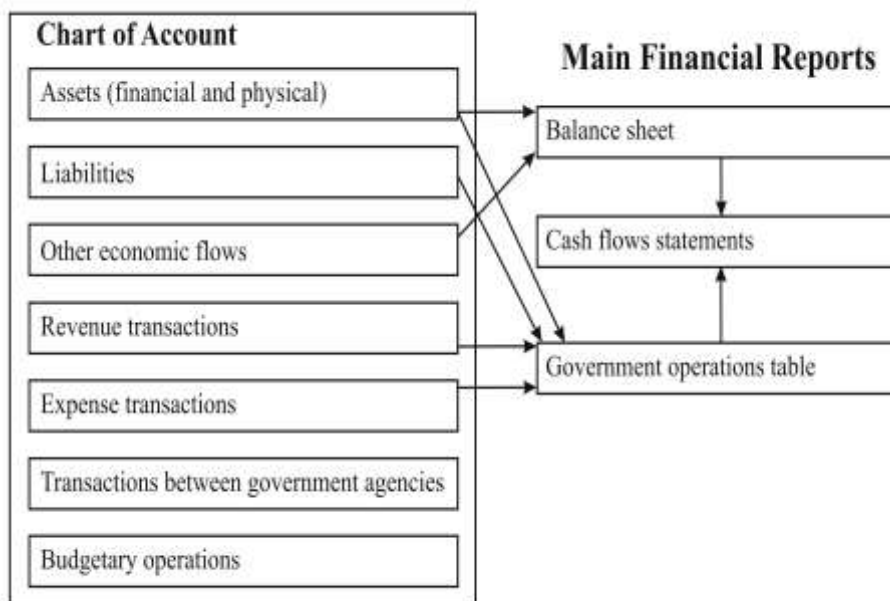 Chart of Account
Assets (financial and physical)
Liabilities
Other economic flows
Revenue transactions
Expense transactions
Transactions between government agencies
Budgetary operations
Main Financial Reports
Balance sheet
Cash flows statements
Government operations table